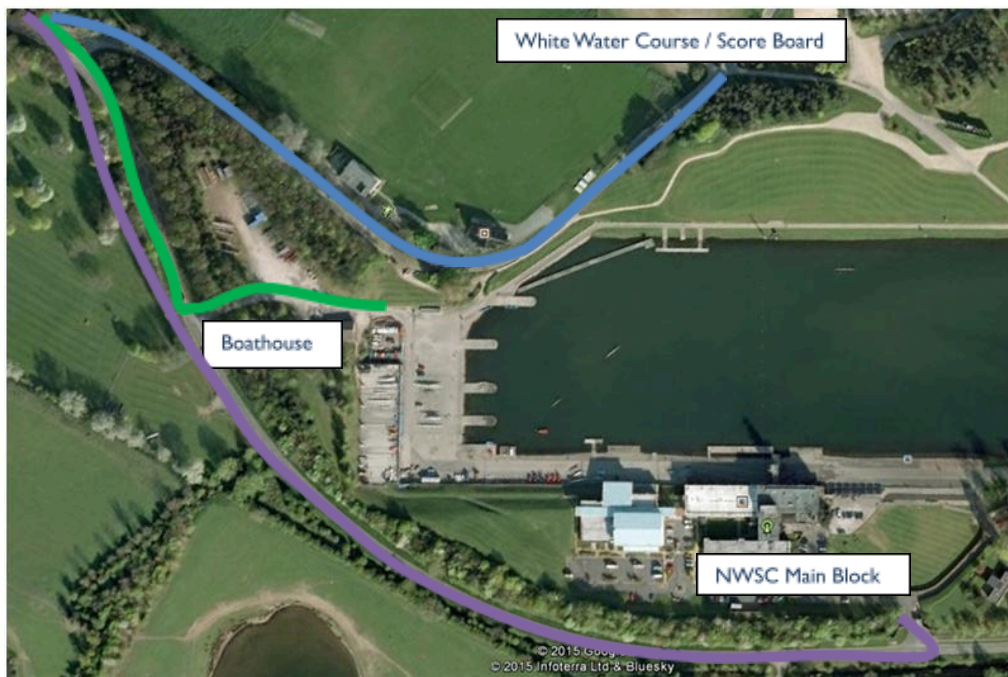 White Water Course / Score Board
Boathouse
NWSC Main Block
© 2015 Google
© 2015 Infoterra Ltd & Bluesky